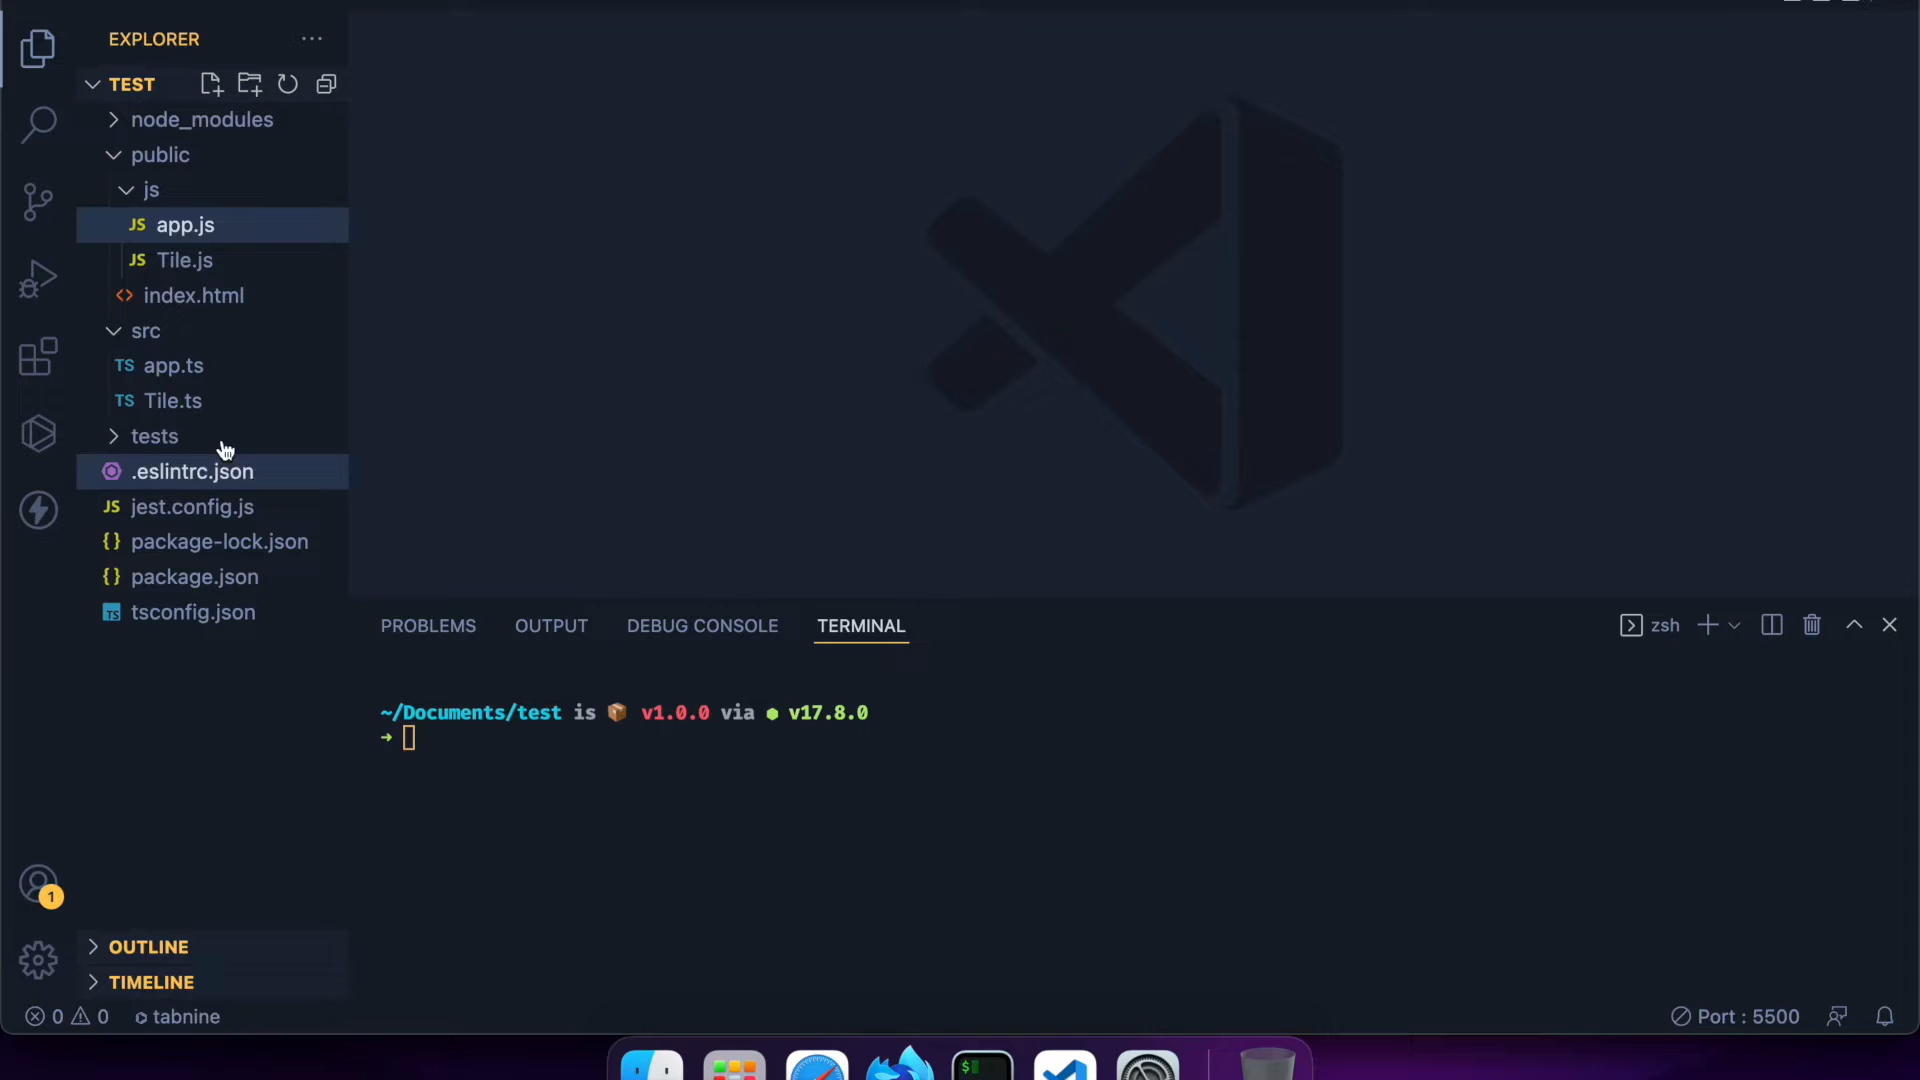 EXPLORER
TEST
node_modules
public
js
JS app.js
JS Tile.js
<> index.html
src
TS app.ts
TS Tile.ts
tests
.eslintrc.json
JS jest.config.js
{} package-lock.json
{} package.json
TS tsconfig.json
PROBLEMS OUTPUT DEBUG CONSOLE TERMINAL zsh
~/Documents/test is 📦 v1.0.0 via ⬢ v17.8.0
➜
1
OUTLINE
TIMELINE
0 0 tabnine Port : 5500
$